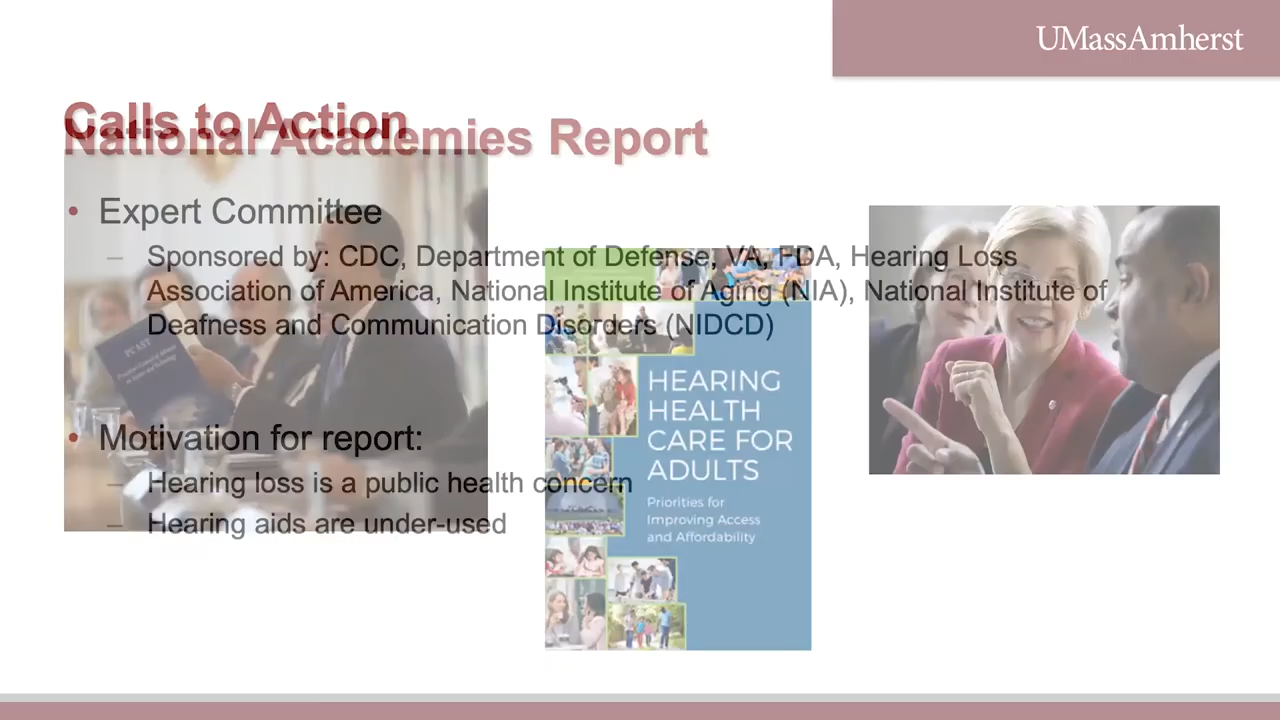 UMassAmherst
Calls to Action
National Academies Report
• Expert Committee
– Sponsored by: CDC, Department of Defense, VA, FDA, Hearing Loss
Association of America, National Institute of Aging (NIA), National Institute of
Deafness and Communication Disorders (NIDCD)
PCAST
• Motivation for report:
– Hearing loss is a public health concern
– Hearing aids are under-used
HEARING
HEALTH
CARE FOR
ADULTS
Priorities for
Improving Access
and Affordability